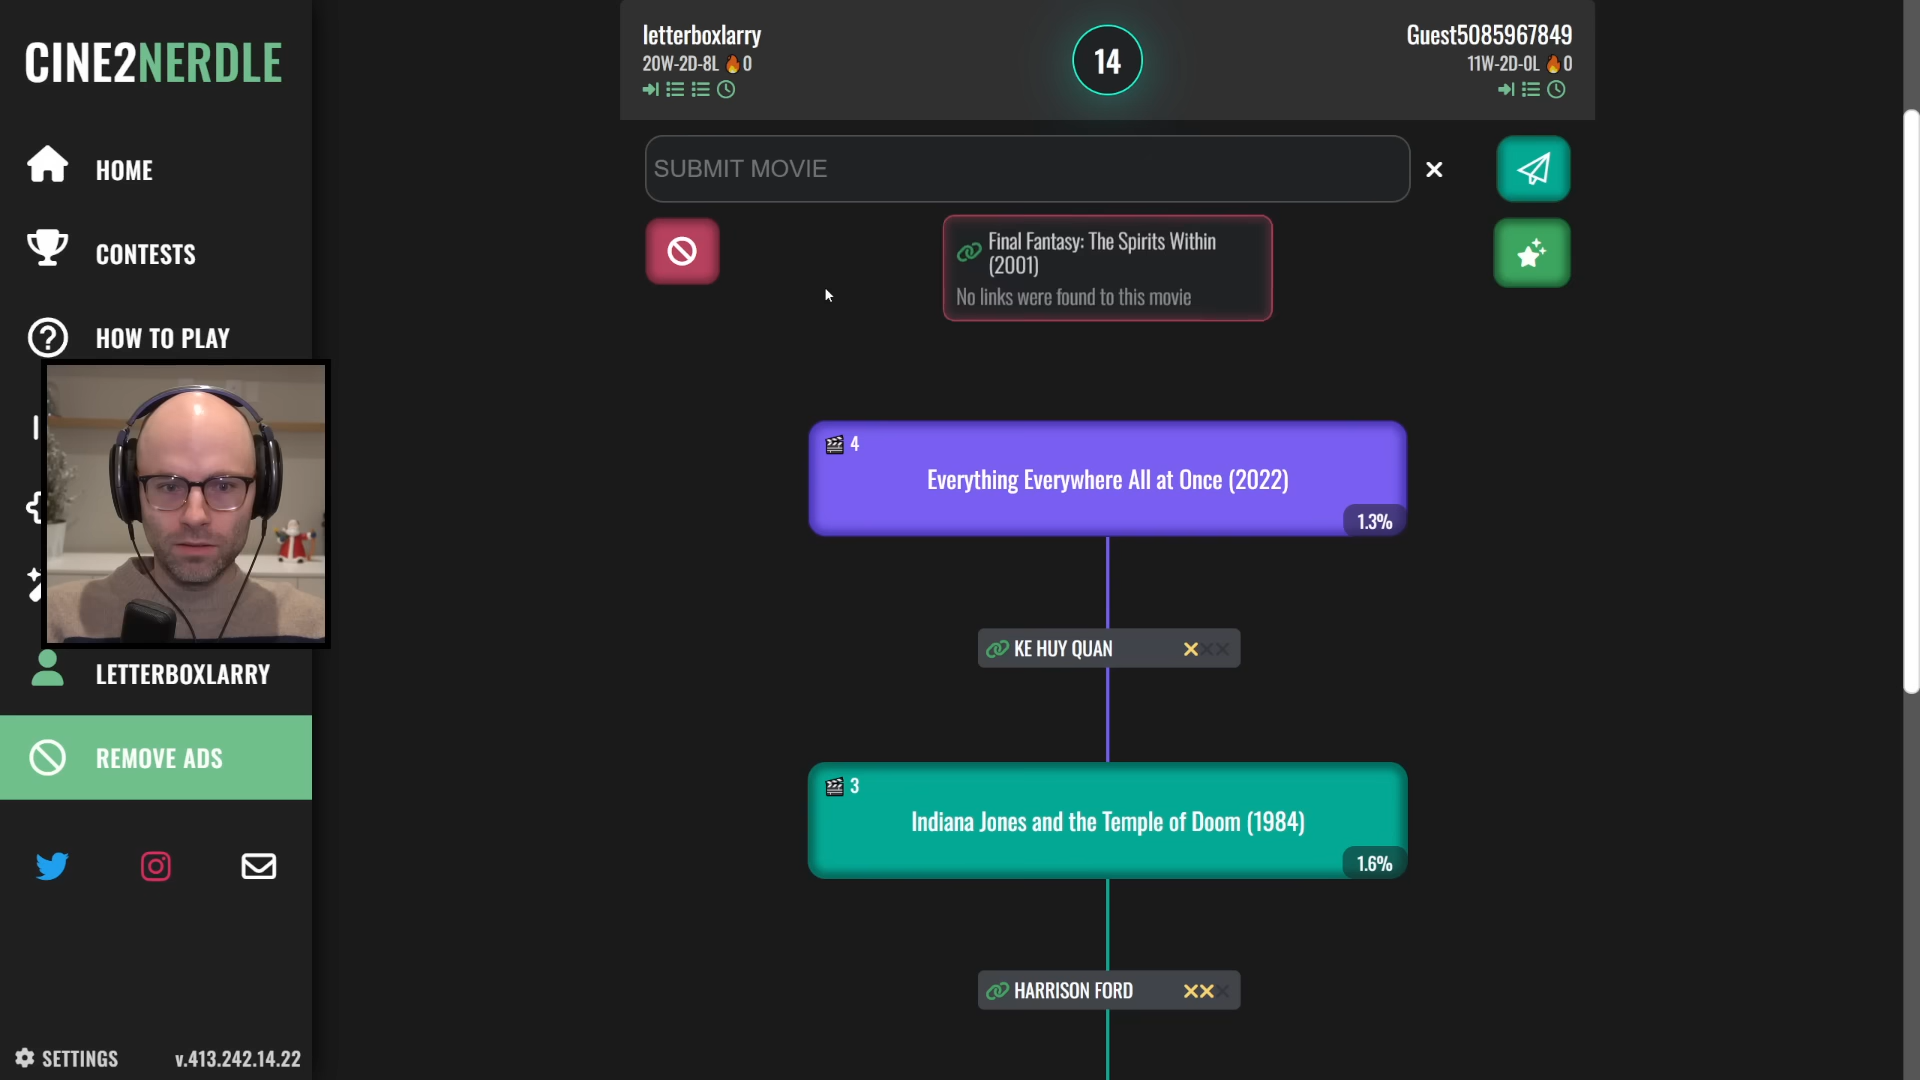 CINE2NERDLE
HOME
CONTESTS
HOW TO PLAY
LETTERBOXLARRY
REMOVE ADS
SETTINGS
v.413.242.14.22
letterboxlarry
20W-2D-8L 🔥0
14
Guest5085967849
11W-2D-0L 🔥0
SUBMIT MOVIE
Final Fantasy: The Spirits Within
(2001)
No links were found to this movie
4
Everything Everywhere All at Once (2022)
1.3%
KE HUY QUAN
3
Indiana Jones and the Temple of Doom (1984)
1.6%
HARRISON FORD